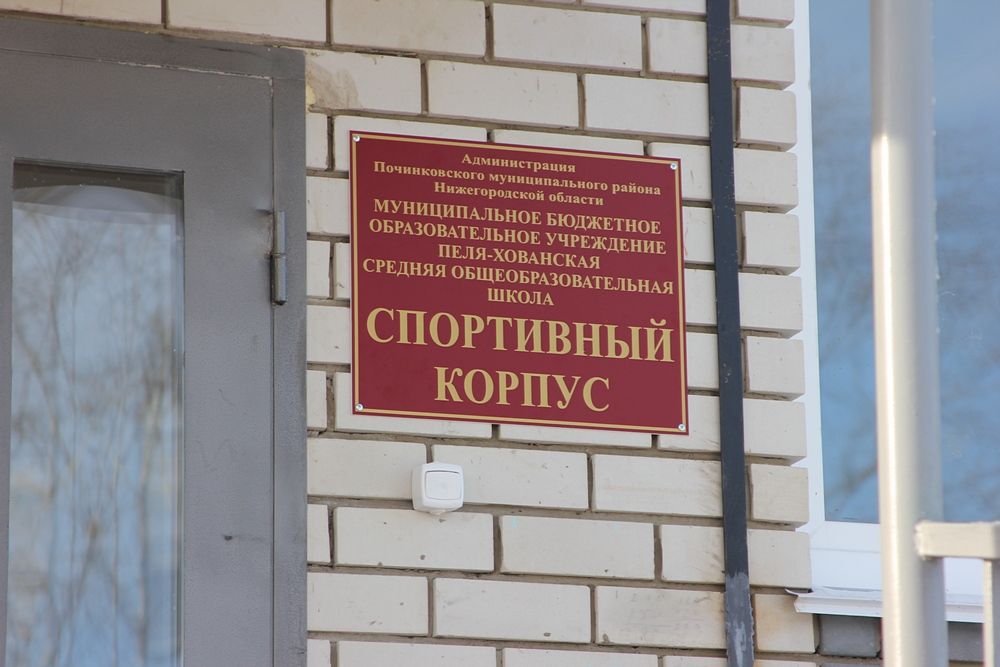 Администрация
Починковского муниципального района
Нижегородской области
МУНИЦИПАЛЬНОЕ БЮДЖЕТНОЕ
ОБРАЗОВАТЕЛЬНОЕ УЧРЕЖДЕНИЕ
ПЕЛЯ-ХОВАНСКАЯ
СРЕДНЯЯ ОБЩЕОБРАЗОВАТЕЛЬНАЯ
ШКОЛА
СПОРТИВНЫЙ
КОРПУС